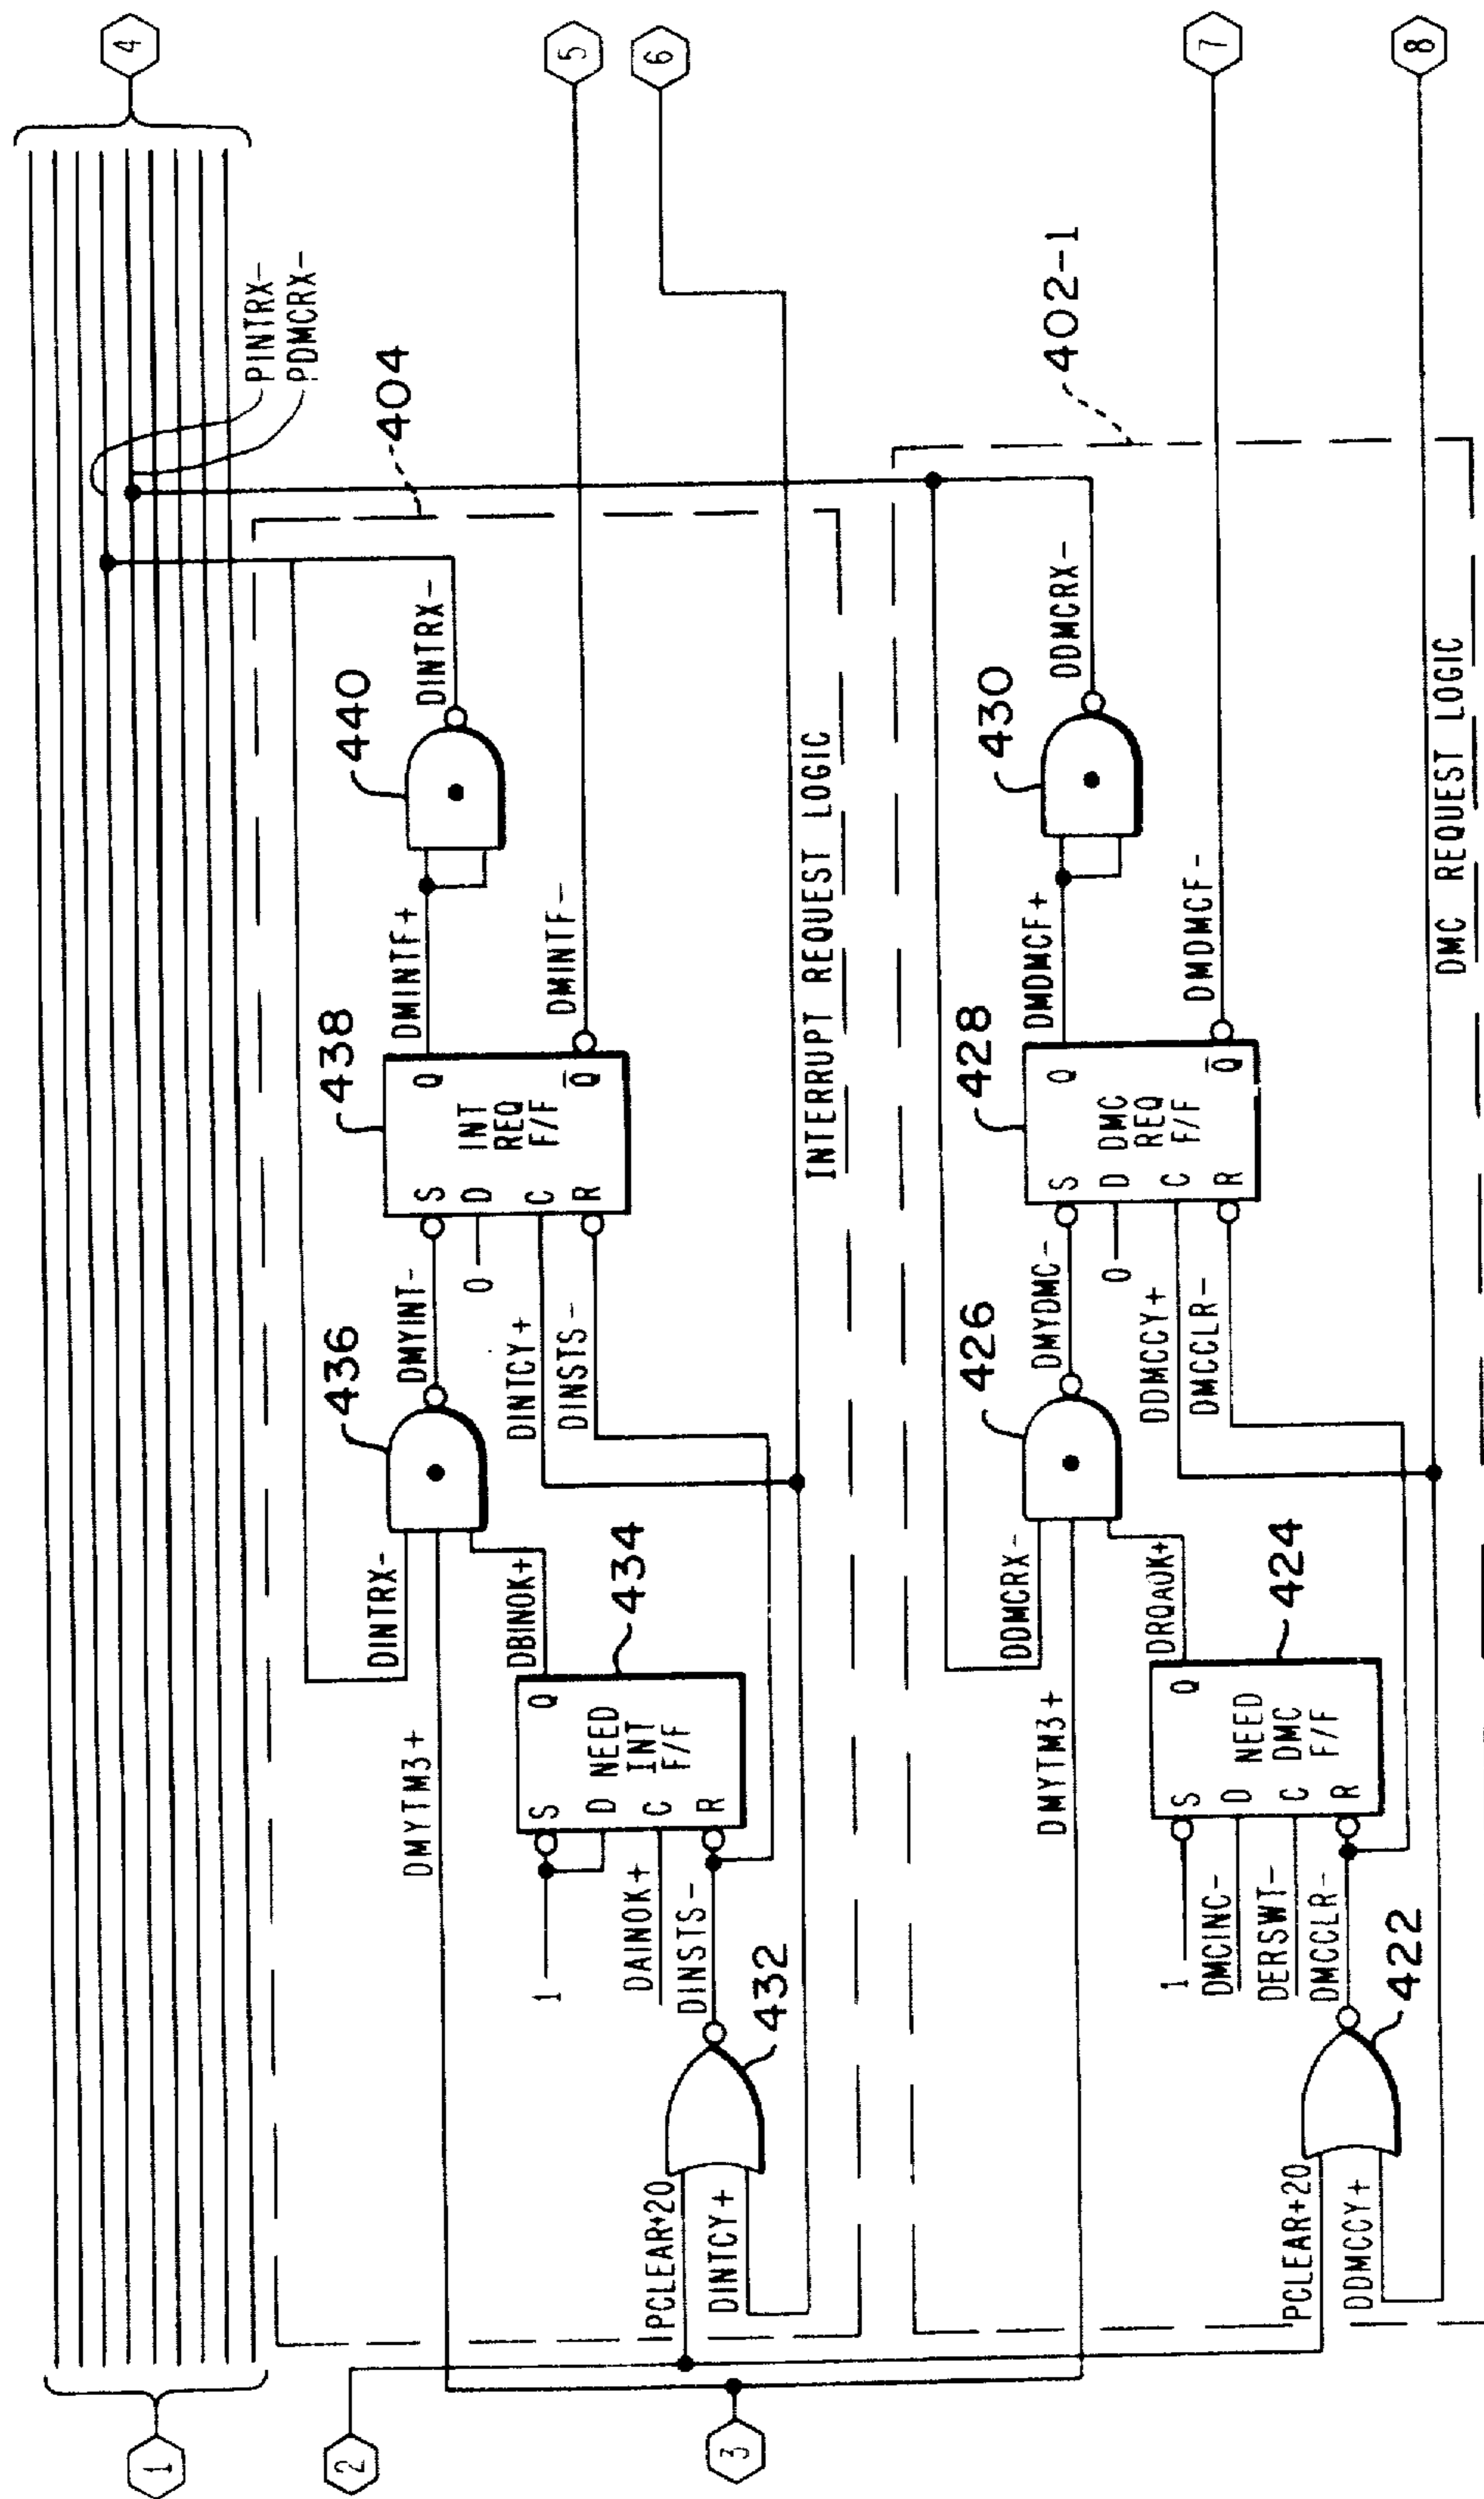 4
5
6
7
8
PINTRX-
PDMCRX-
404
402-1
440
DINTRX-
430
DDMCRX-
438
DMINTF+
DMINTF-
INT
REQ
F/F
S
D
C
R
Q
Q̅
0
INTERRUPT REQUEST LOGIC
428
DMDMCF+
DMDMCF-
DMC
REQ
F/F
S
D
C
R
Q
Q̅
0
DMC REQUEST LOGIC
436
DMYINT-
DINTCY+
DINSTS-
426
DMYDMC-
DDMCCY+
DMCCLR-
DINTRX-
DBINOK+
434
DMYTM3+
NEED
INT
F/F
S
D
C
R
Q
1
DAINOK+
DINSTS-
432
DDMCRX-
DRQAOK+
424
DMYTM3+
NEED
DMC
F/F
S
D
C
R
Q
1
DMCINC-
DERSWT-
DMCCLR-
422
PCLEAR+20
DINTCY+
PCLEAR+20
DDMCCY+
1
2
3